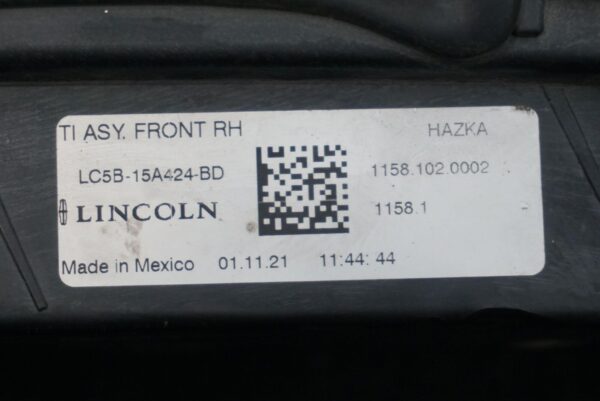 TI ASY. FRONT RH HAZKA
LC5B-15A424-BD 1158.102.0002
LINCOLN 1158.1 -
Made in Mexico 01.11.21 11:44:44